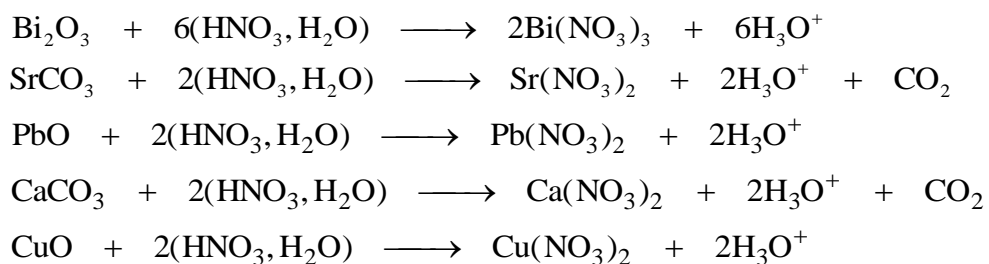 Bi₂O₃ + 6(HNO₃, H₂O) ⟶ 2Bi(NO₃)₃ + 6H₃O⁺
SrCO₃ + 2(HNO₃, H₂O) ⟶ Sr(NO₃)₂ + 2H₃O⁺ + CO₂
PbO + 2(HNO₃, H₂O) ⟶ Pb(NO₃)₂ + 2H₃O⁺
CaCO₃ + 2(HNO₃, H₂O) ⟶ Ca(NO₃)₂ + 2H₃O⁺ + CO₂
CuO + 2(HNO₃, H₂O) ⟶ Cu(NO₃)₂ + 2H₃O⁺